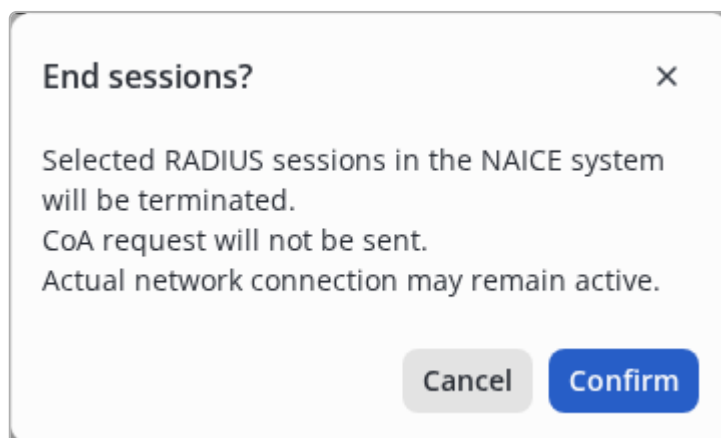 End sessions?
Selected RADIUS sessions in the NAICE system
will be terminated.
CoA request will not be sent.
Actual network connection may remain active.
Cancel
Confirm